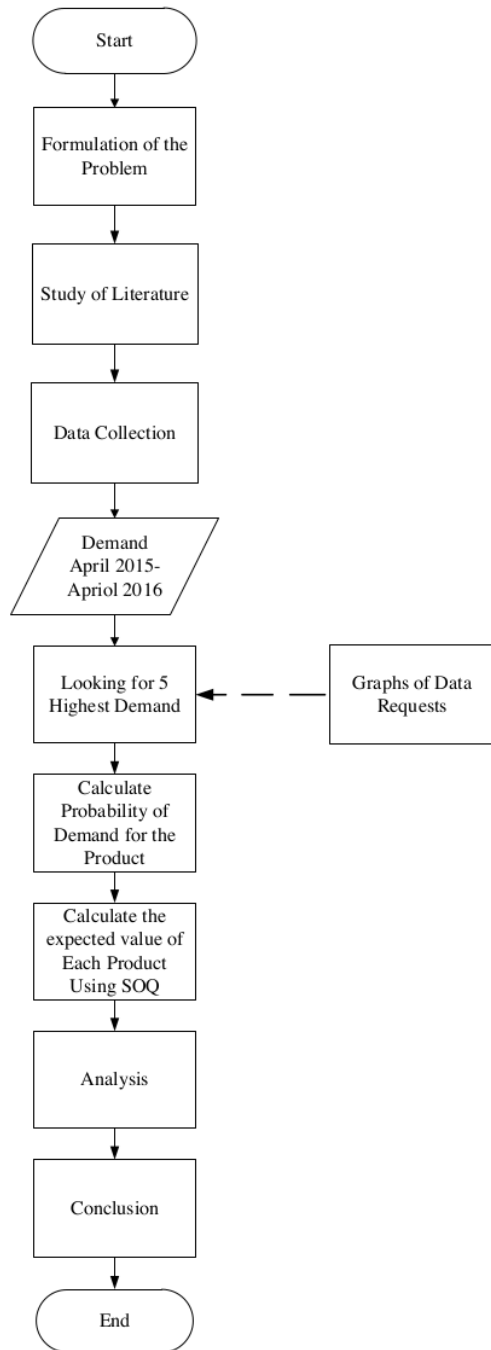 Start
Formulation of the
Problem
Study of Literature
Data Collection
Demand
April 2015-
Apriol 2016
Looking for 5
Highest Demand
Graphs of Data
Requests
Calculate
Probability of
Demand for the
Product
Calculate the
expected value of
Each Product
Using SOQ
Analysis
Conclusion
End